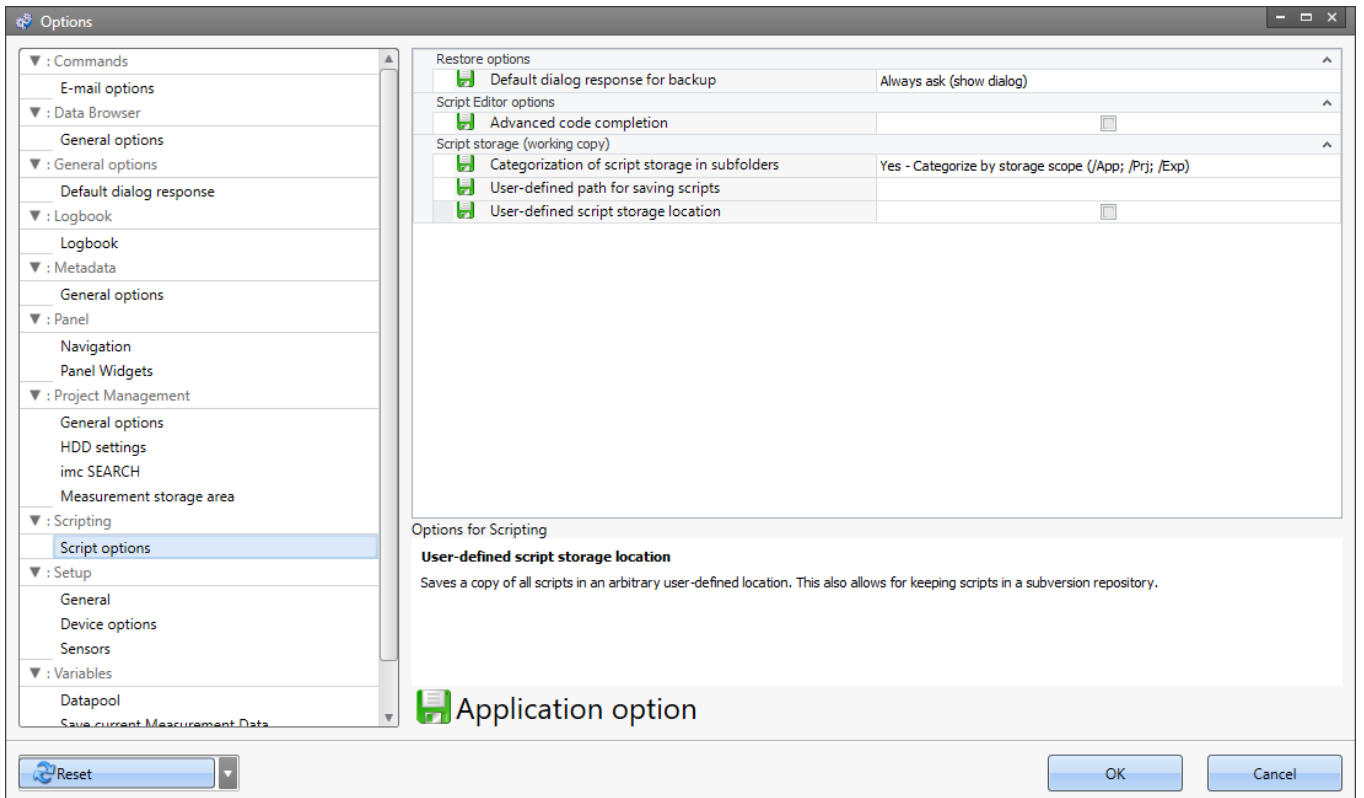 Options
: Commands
E-mail options
: Data Browser
General options
: General options
Default dialog response
: Logbook
Logbook
: Metadata
General options
: Panel
Navigation
Panel Widgets
: Project Management
General options
HDD settings
imc SEARCH
Measurement storage area
: Scripting
Script options
: Setup
General
Device options
Sensors
: Variables
Datapool
Save current Measurement Data
Restore options
Default dialog response for backup Always ask (show dialog)
Script Editor options
Advanced code completion
Script storage (working copy)
Categorization of script storage in subfolders Yes - Categorize by storage scope (/App; /Prj; /Exp)
User-defined path for saving scripts
User-defined script storage location
Options for Scripting
User-defined script storage location
Saves a copy of all scripts in an arbitrary user-defined location. This also allows for keeping scripts in a subversion repository.
Application option
Reset
OK
Cancel